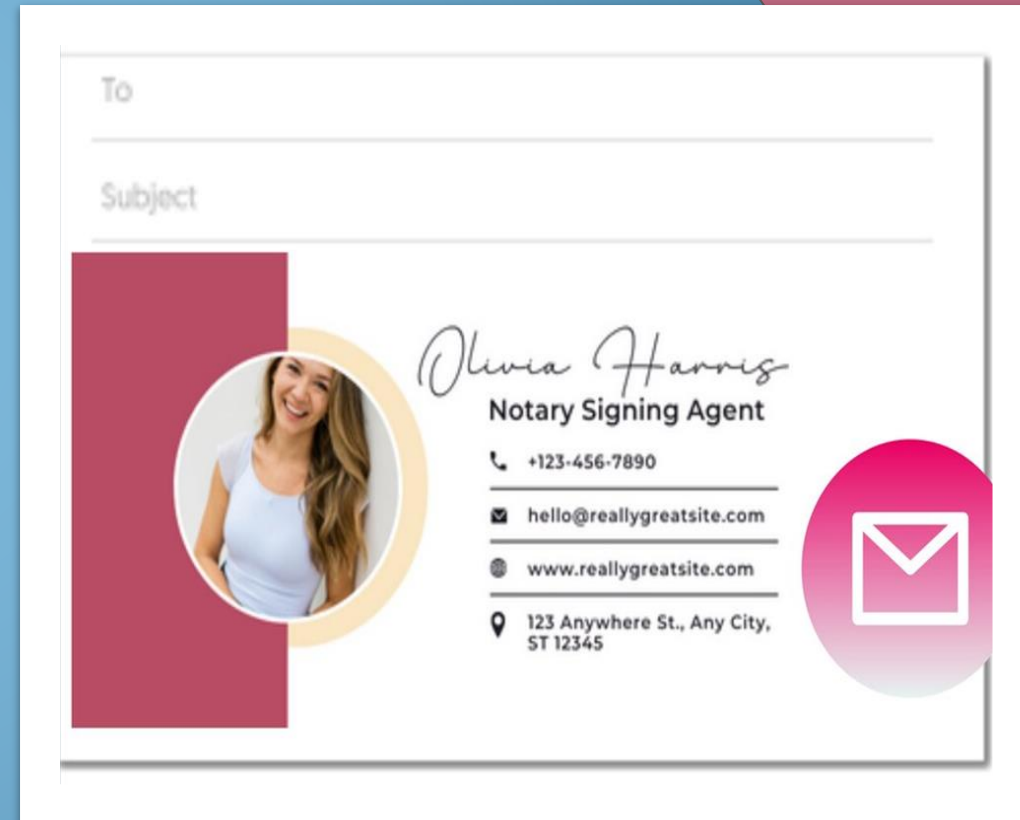 To
Subject
Olivia Harris
Notary Signing Agent
+123-456-7890
hello@reallygreatsite.com
www.reallygreatsite.com
123 Anywhere St., Any City,
ST 12345